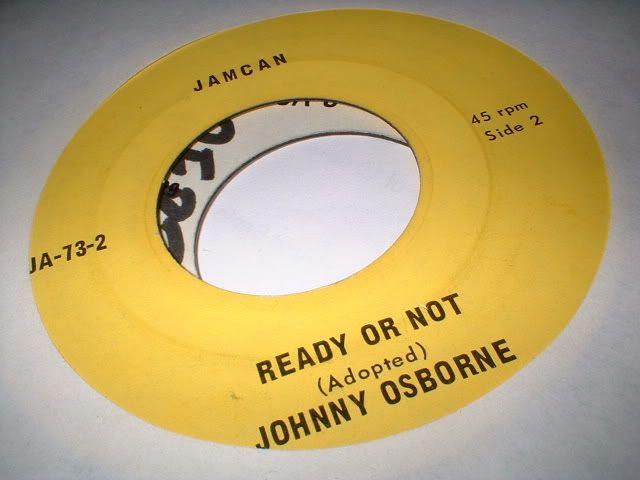 JAMCAN
45 rpm
Side 2
JA-73-2
READY OR NOT
(Adopted)
JOHNNY OSBORNE